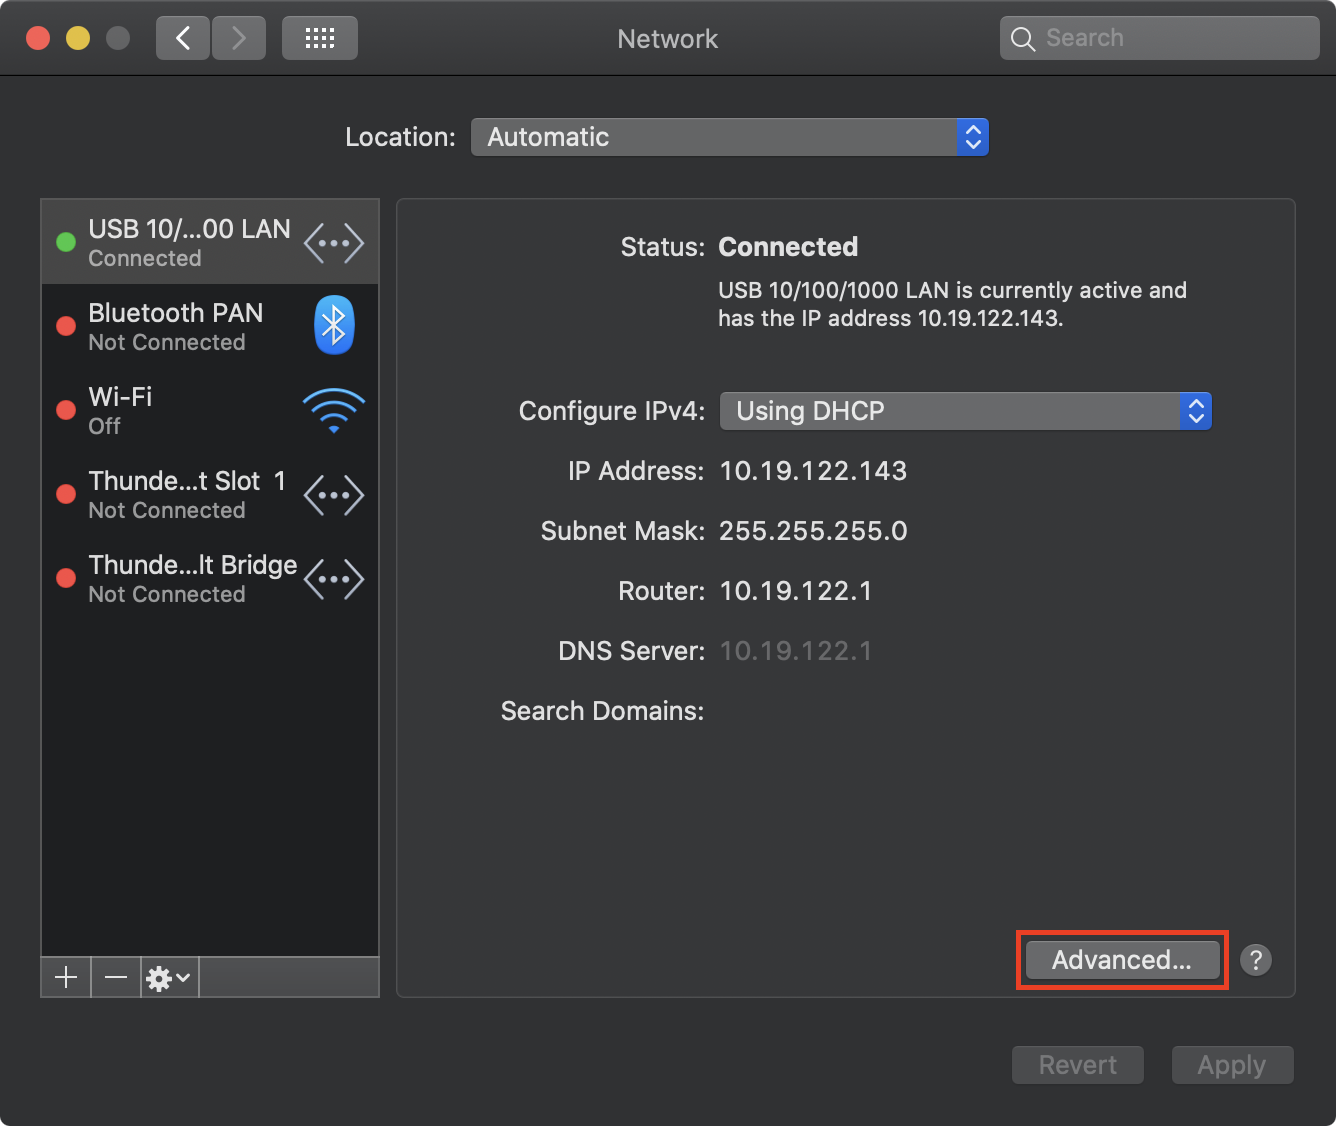 Network
Search
Location: Automatic
USB 10/...00 LAN
Connected
Bluetooth PAN
Not Connected
Wi-Fi
Off
Thunde...t Slot 1
Not Connected
Thunde...lt Bridge
Not Connected
Status: Connected
USB 10/100/1000 LAN is currently active and
has the IP address 10.19.122.143.
Configure IPv4: Using DHCP
IP Address: 10.19.122.143
Subnet Mask: 255.255.255.0
Router: 10.19.122.1
DNS Server: 10.19.122.1
Search Domains:
Advanced...
?
Revert
Apply